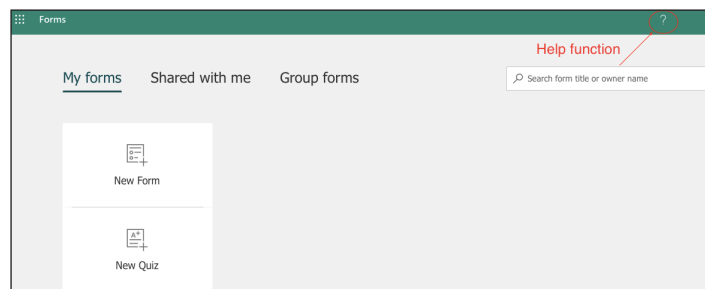 Forms
?
Help function
My forms Shared with me Group forms
Search form title or owner name
New Form
A+
New Quiz